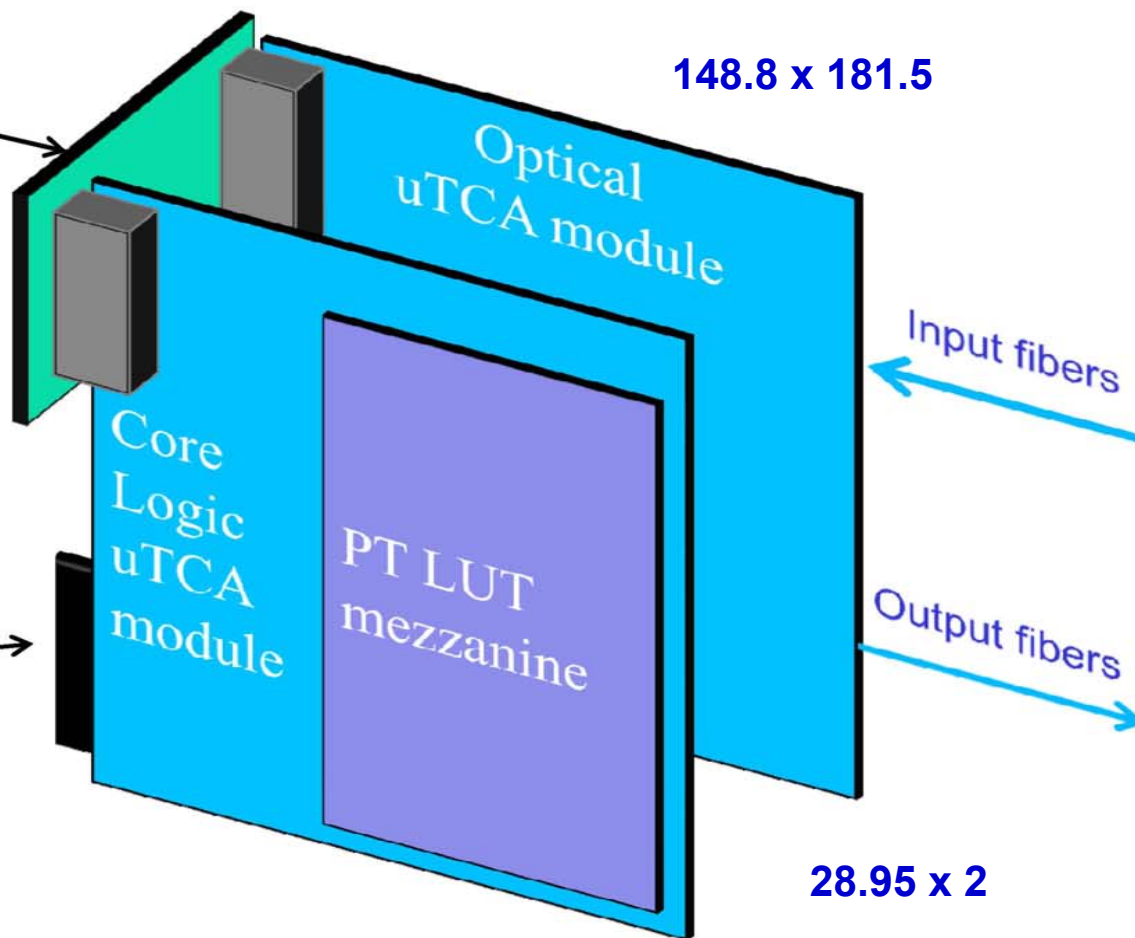 148.8 x 181.5
Optical
uTCA module
Input fibers
Core
Logic
uTCA
module
PT LUT
mezzanine
Output fibers
28.95 x 2